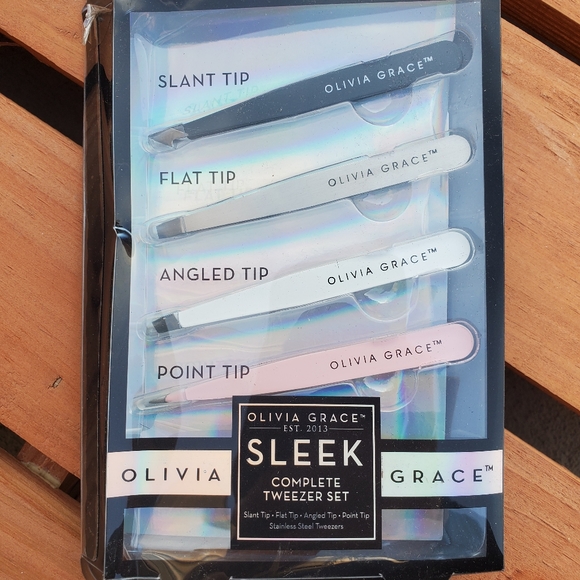 SLANT TIP
OLIVIA GRACE™
FLAT TIP
OLIVIA GRACE™
ANGLED TIP
OLIVIA GRACE™
POINT TIP
OLIVIA GRACE™
OLIVIA GRACE™
EST. 2013
SLEEK
COMPLETE
TWEEZER SET
Slant Tip • Flat Tip • Angled Tip • Point Tip
Stainless Steel Tweezers
OLIVIA GRACE™